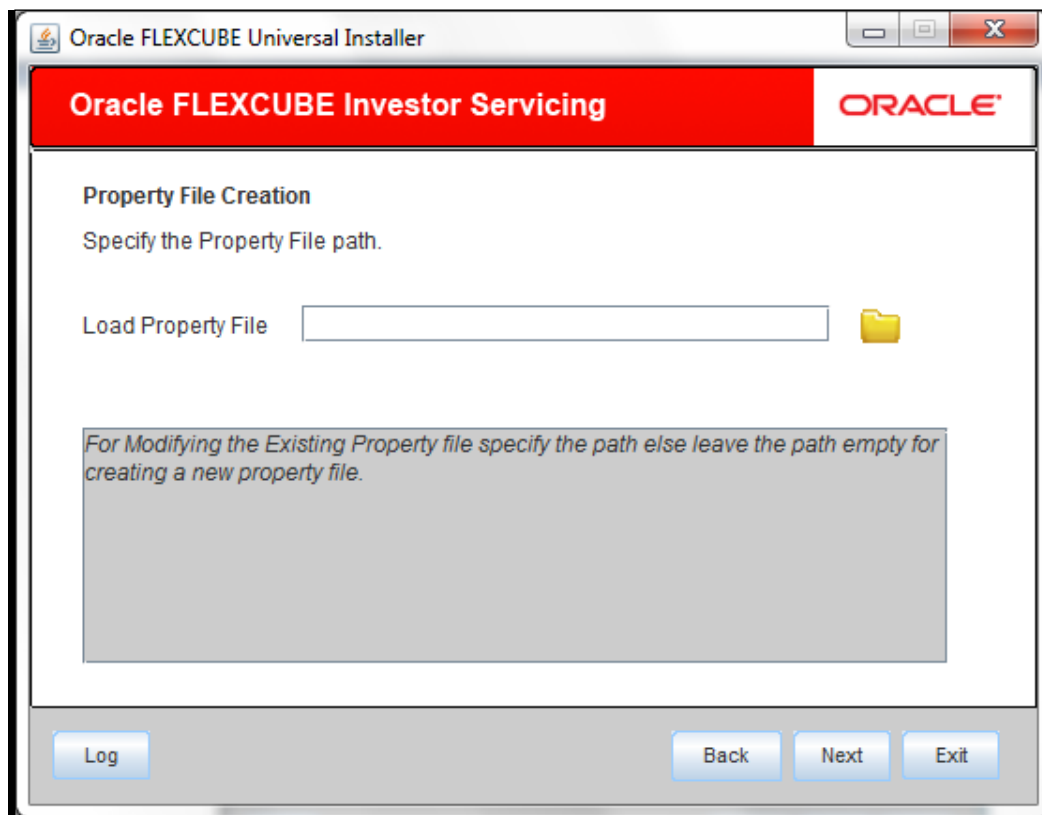 Oracle FLEXCUBE Universal Installer
Oracle FLEXCUBE Investor Servicing
ORACLE
Property File Creation
Specify the Property File path.
Load Property File
For Modifying the Existing Property file specify the path else leave the path empty for
creating a new property file.
Log
Back
Next
Exit